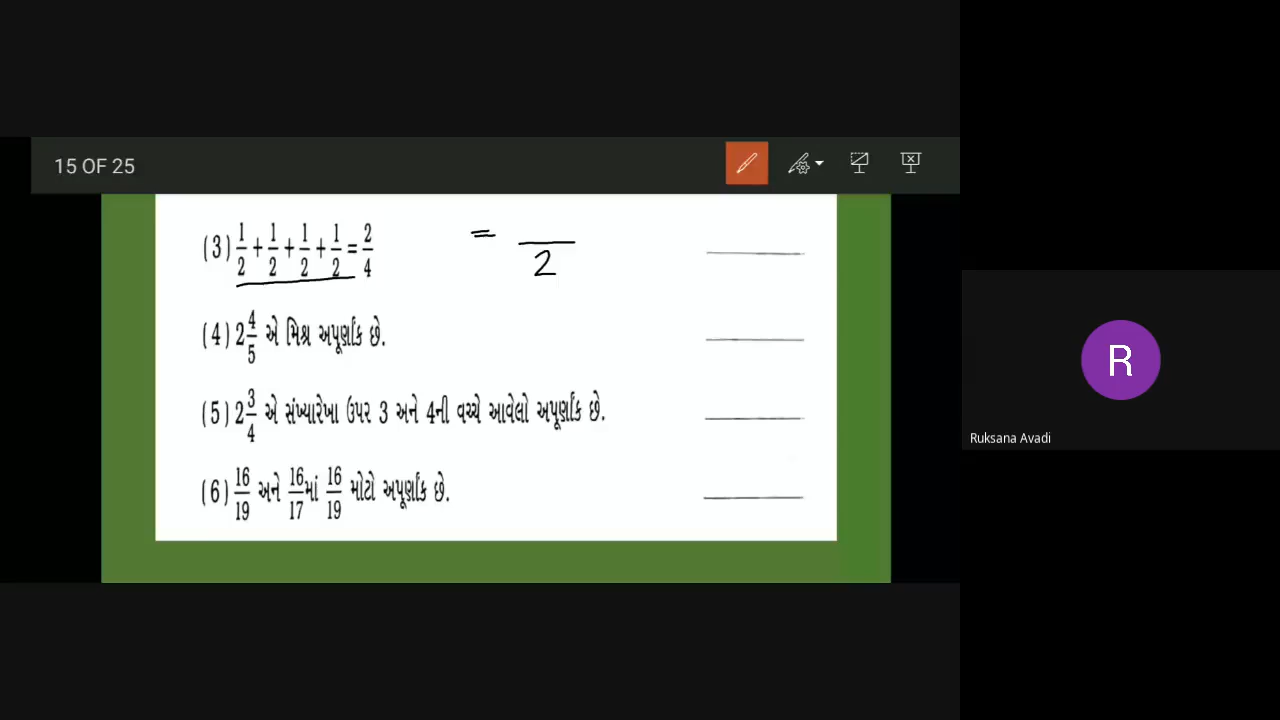 15 OF 25
(3) 1/2 + 1/2 + 1/2 + 1/2 = 2/4
= /2
(4) 2 4/5 એ મિશ્ર અપૂર્ણાંક છે.
(5) 2 3/4 એ સંખ્યારેખા ઉપર 3 અને 4ની વચ્ચે આવેલો અપૂર્ણાંક છે.
(6) 16/19 અને 16/17માં 16/19 મોટો અપૂર્ણાંક છે.
R
Ruksana Avadi